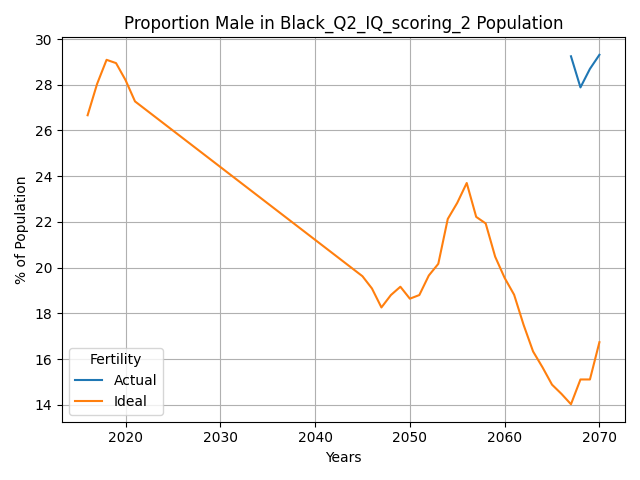 Proportion Male in Black_Q2_IQ_scoring_2 Population
% of Population
30
28
26
24
22
20
18
16
14
Fertility
Actual
Ideal
2020
2030
2040
2050
2060
2070
Years